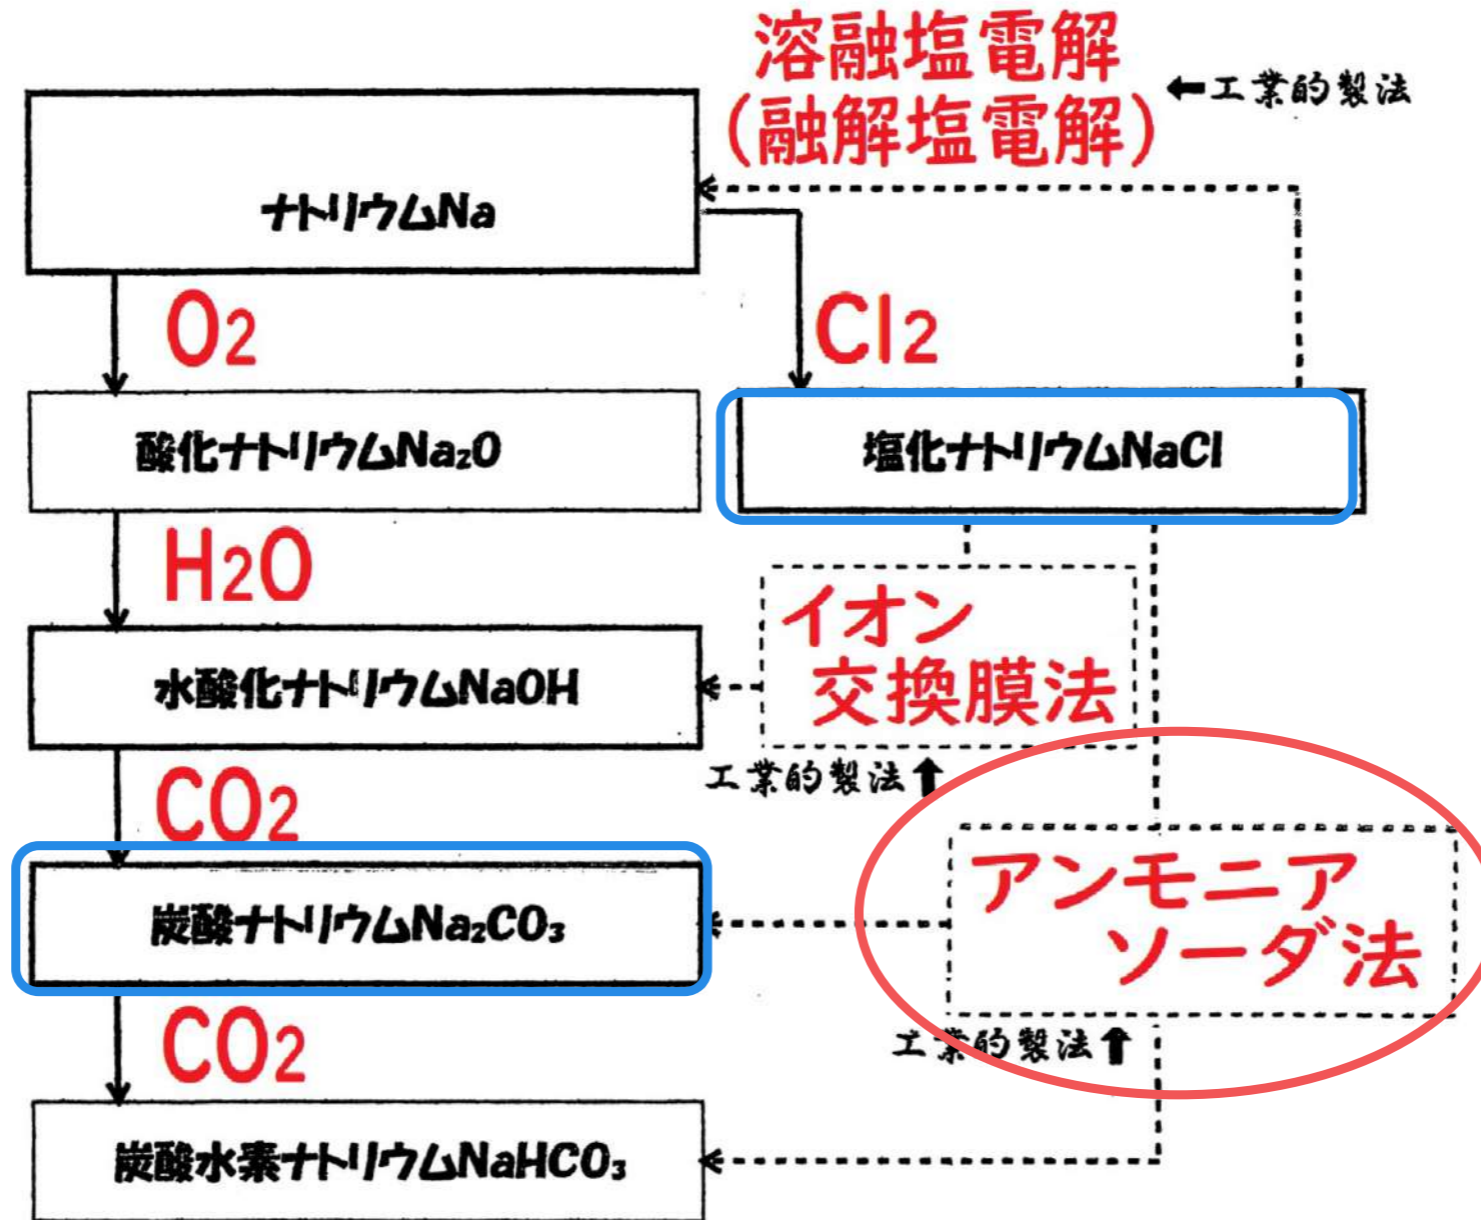 溶融塩電解
(融解塩電解)
←工業的製法
ナトリウムNa
O2
Cl2
酸化ナトリウムNa₂O
塩化ナトリウムNaCl
H2O
イオン
交換膜法
水酸化ナトリウムNaOH
工業的製法⬆
CO2
アンモニア
ソーダ法
炭酸ナトリウムNa₂CO₃
工業的製法⬆
CO2
炭酸水素ナトリウムNaHCO₃